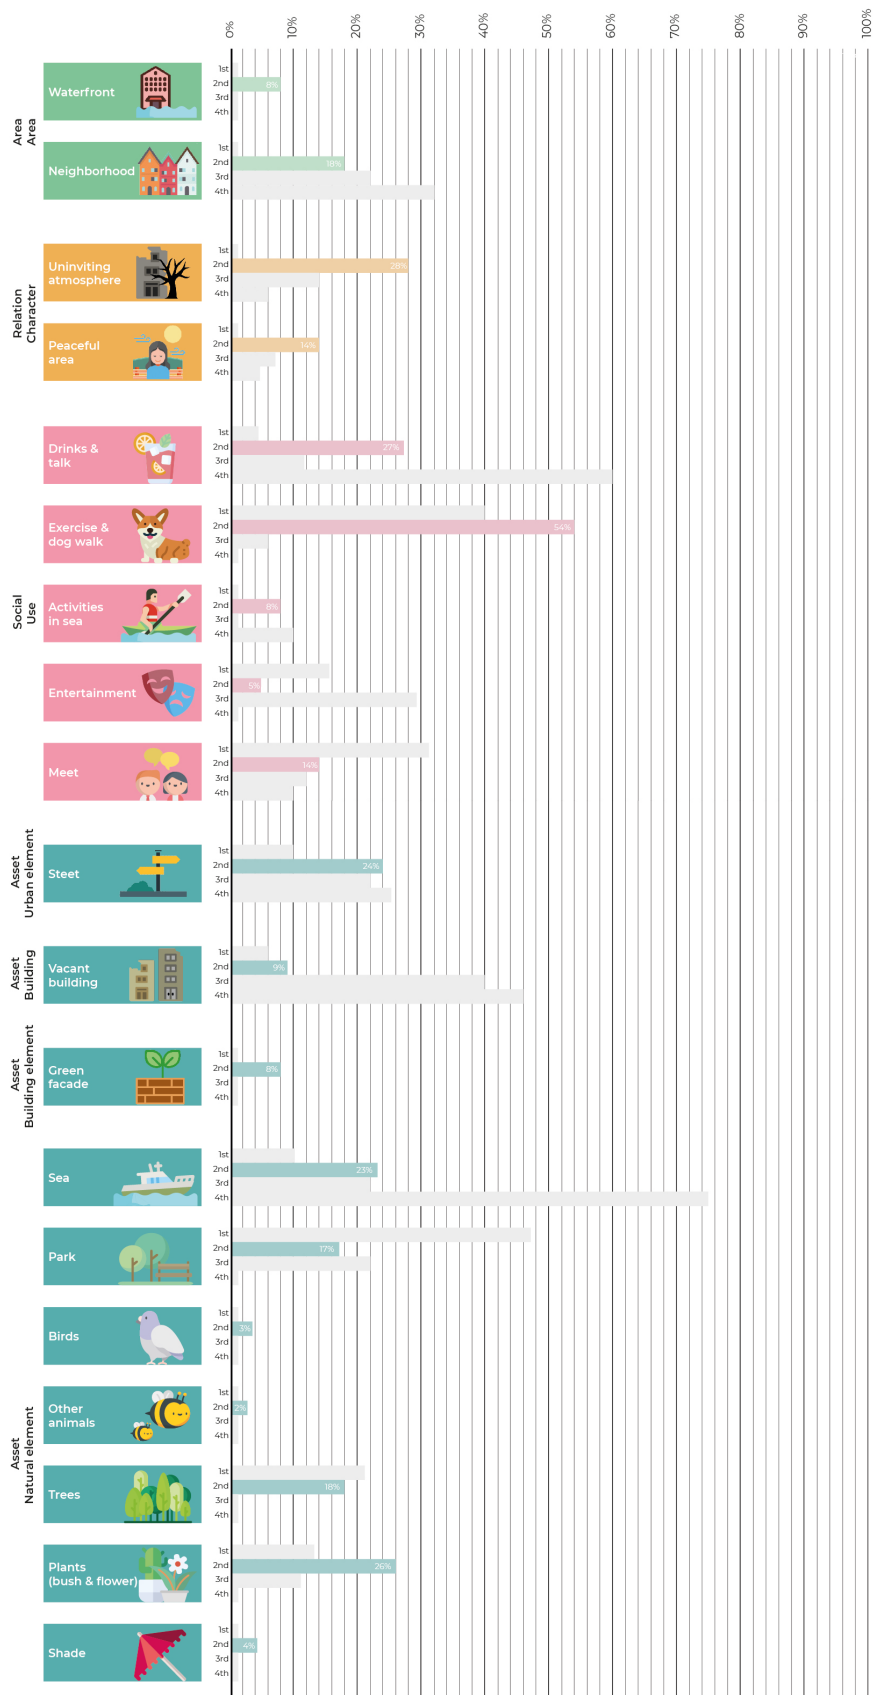 0% 10% 20% 30% 40% 50% 60% 70% 80% 90% 100%
Area
Area
Waterfront
1st
2nd 8%
3rd
4th
Neighborhood
1st
2nd 18%
3rd
4th
Relation
Character
Uninviting
atmosphere
1st
2nd 28%
3rd
4th
Peaceful
area
1st
2nd 14%
3rd
4th
Social
Use
Drinks &
talk
1st
2nd 27%
3rd
4th
Exercise &
dog walk
1st
2nd 54%
3rd
4th
Activities
in sea
1st
2nd 8%
3rd
4th
Entertainment
1st
2nd 5%
3rd
4th
Meet
1st
2nd 14%
3rd
4th
Asset
Urban element
Steet
1st
2nd 24%
3rd
4th
Asset
Building
Vacant
building
1st
2nd 9%
3rd
4th
Asset
Building element
Green
facade
1st
2nd 8%
3rd
4th
Asset
Natural element
Sea
1st
2nd 23%
3rd
4th
Park
1st
2nd 17%
3rd
4th
Birds
1st
2nd 3%
3rd
4th
Other
animals
1st
2nd 2%
3rd
4th
Trees
1st
2nd 18%
3rd
4th
Plants
(bush & flower)
1st
2nd 26%
3rd
4th
Shade
1st
2nd 4%
3rd
4th